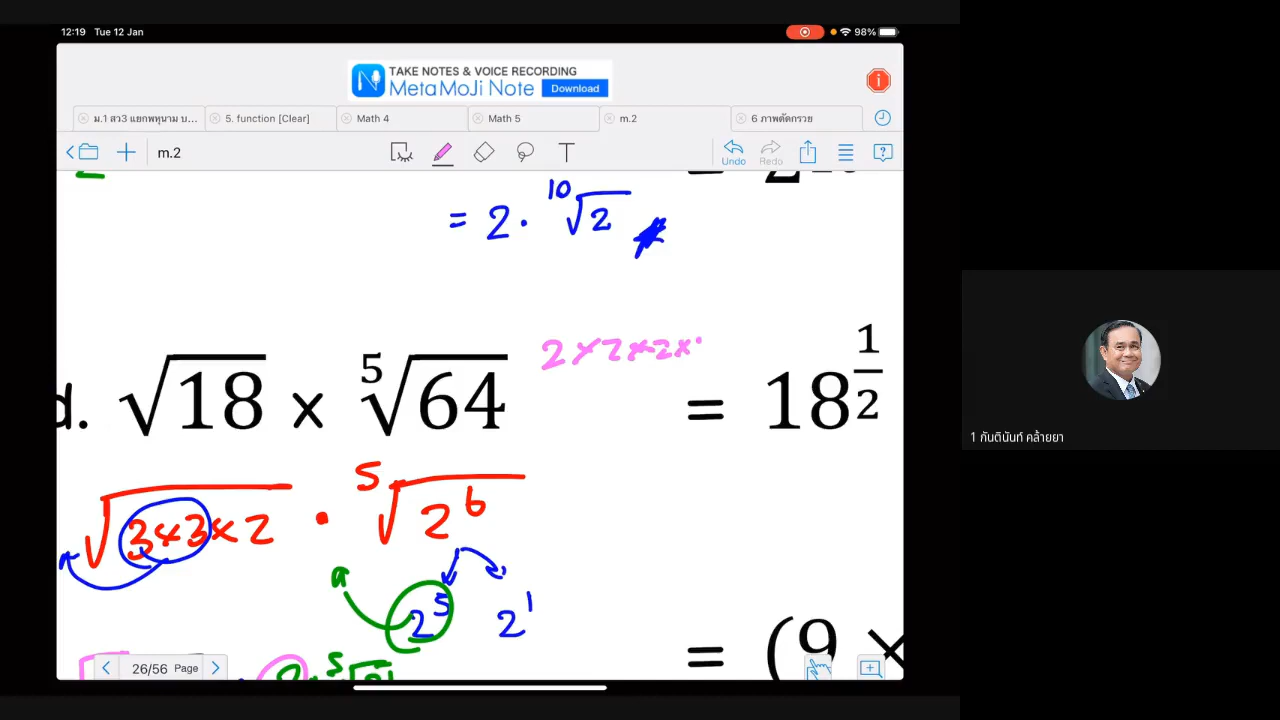 12:19 Tue 12 Jan 98%
TAKE NOTES & VOICE RECORDING
MetaMoJi Note Download
ม.1 สว3 แยกพหุนาม บ... 5. function [Clear] Math 4 Math 5 m.2 6 ภาพตัดกรวย
m.2 T Undo Redo
= 2 · ¹⁰√2
2×2×2×
d. √18 x ⁵√64 = 18^(1/2)
1 กันตินันท์ คล้ายยา
√3×3×2 · ⁵√2⁶
2⁵ 2¹
= (9 ×
26/56 Page